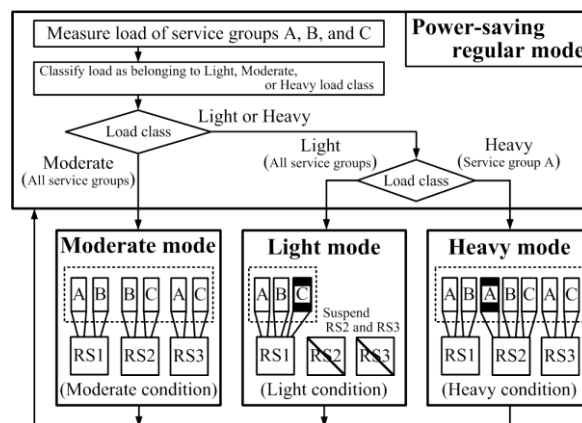 Power-saving
regular mode
Measure load of service groups A, B, and C
Classify load as belonging to Light, Moderate,
or Heavy load class
Load class
Light or Heavy
Moderate
(All service groups)
Light
(All service groups)
Heavy
(Service group A)
Load class
Moderate mode
A B B C A C
RS1 RS2 RS3
(Moderate condition)
Light mode
A B C
Suspend
RS2 and RS3
RS1 RS2 RS3
(Light condition)
Heavy mode
A B A B C A C
RS1 RS2 RS3
(Heavy condition)